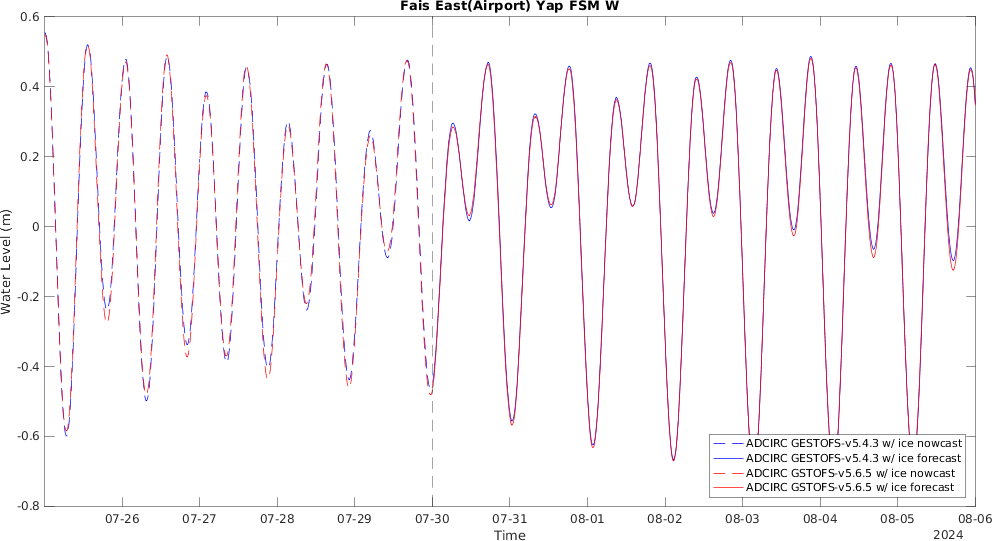 Fais East(Airport) Yap FSM W
0.6
0.4
0.2
0
-0.2
-0.4
-0.6
-0.8
Water Level (m)
ADCIRC GESTOFS-v5.4.3 w/ ice nowcast
ADCIRC GESTOFS-v5.4.3 w/ ice forecast
ADCIRC GSTOFS-v5.6.5 w/ ice nowcast
ADCIRC GSTOFS-v5.6.5 w/ ice forecast
07-26 07-27 07-28 07-29 07-30 07-31 08-01 08-02 08-03 08-04 08-05 08-06
Time
2024